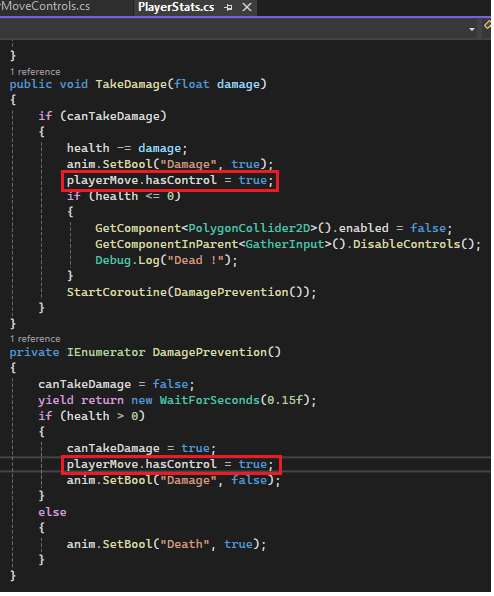 rMoveControls.cs PlayerStats.cs
}
1 reference
public void TakeDamage(float damage)
{
if (canTakeDamage)
{
health -= damage;
anim.SetBool("Damage", true);
playerMove.hasControl = true;
if (health <= 0)
{
GetComponent<PolygonCollider2D>().enabled = false;
GetComponentInParent<GatherInput>().DisableControls();
Debug.Log("Dead !");
}
StartCoroutine(DamagePrevention());
}
}
1 reference
private IEnumerator DamagePrevention()
{
canTakeDamage = false;
yield return new WaitForSeconds(0.15f);
if (health > 0)
{
canTakeDamage = true;
playerMove.hasControl = true;
anim.SetBool("Damage", false);
}
else
{
anim.SetBool("Death", true);
}
}